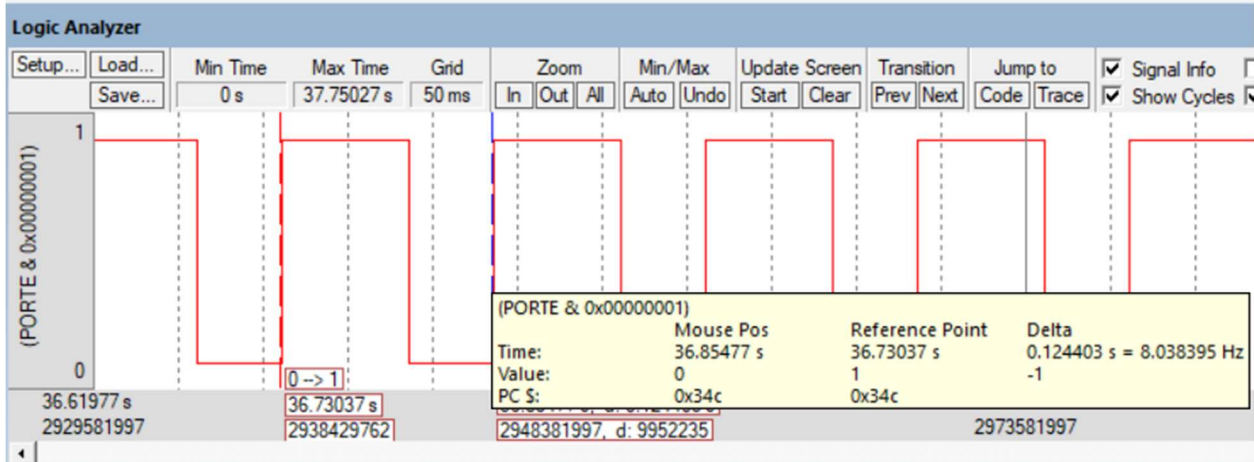 Logic Analyzer
Setup... Load... Min Time Max Time Grid Zoom Min/Max Update Screen Transition Jump to Signal Info
Save... 0 s 37.75027 s 50 ms In Out All Auto Undo Start Clear Prev Next Code Trace Show Cycles
1
(PORTE & 0x00000001)
0
(PORTE & 0x00000001)
Mouse Pos Reference Point Delta
Time: 36.85477 s 36.73037 s 0.124403 s = 8.038395 Hz
Value: 0 1 -1
PC $: 0x34c 0x34c
0 --> 1
36.61977 s 36.73037 s
2929581997 2938429762 2948381997, d: 9952235 2973581997